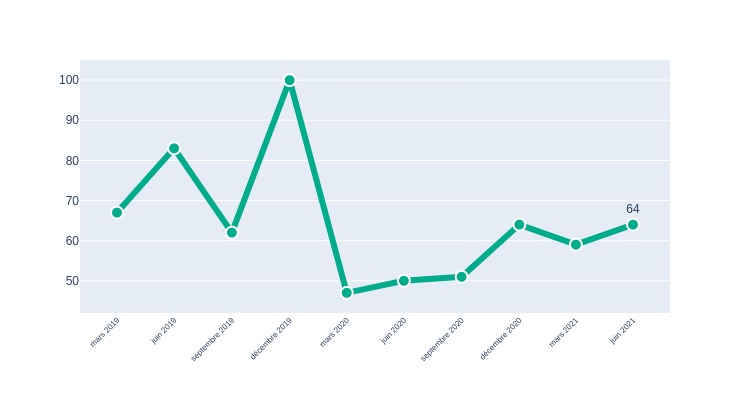 100
90
80
70
60
50
64
mars 2019
juin 2019
septembre 2019
décembre 2019
mars 2020
juin 2020
septembre 2020
décembre 2020
mars 2021
juin 2021